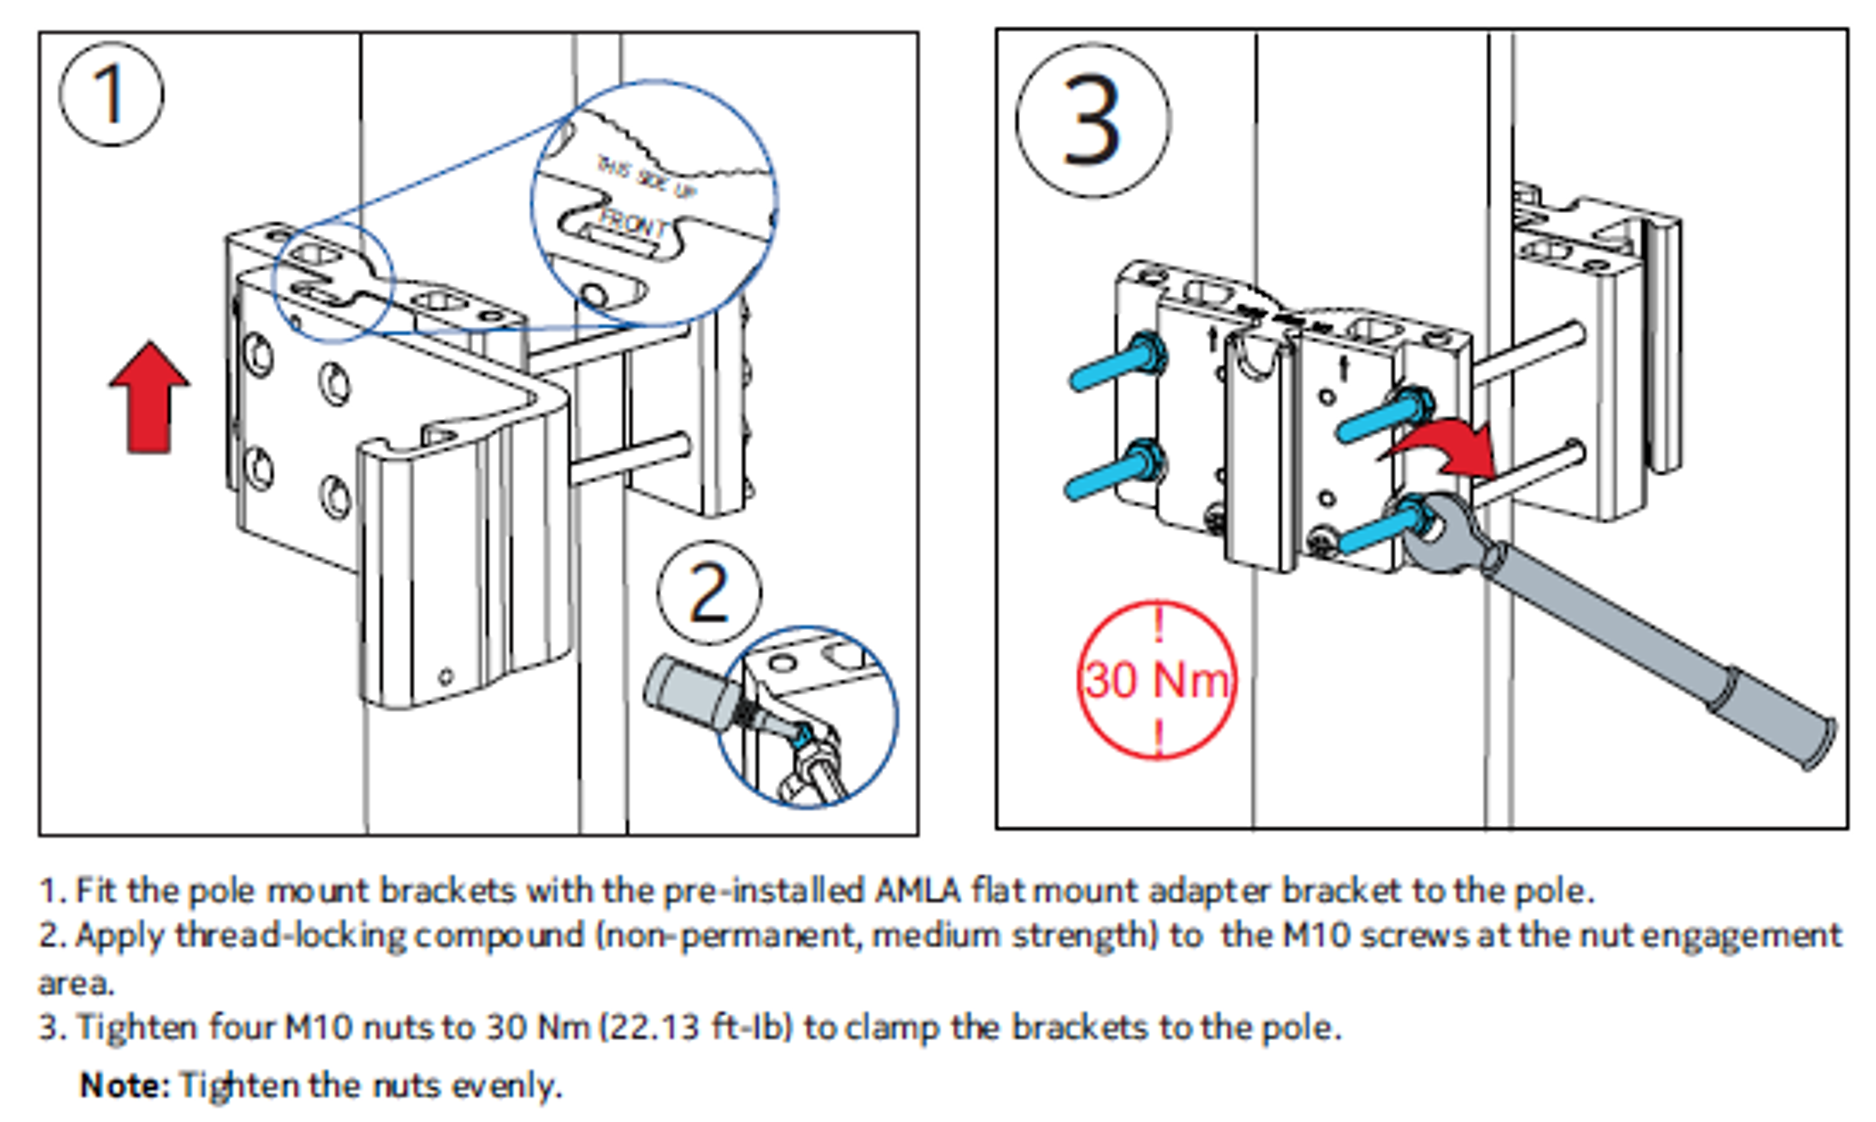 1
THIS SIDE UP
FRONT
2
3
!
30 Nm
!
1. Fit the pole mount brackets with the pre-installed AMLA flat mount adapter bracket to the pole.
2. Apply thread-locking compound (non-permanent, medium strength) to the M10 screws at the nut engagement
area.
3. Tighten four M10 nuts to 30 Nm (22.13 ft-lb) to clamp the brackets to the pole.
Note: Tighten the nuts evenly.